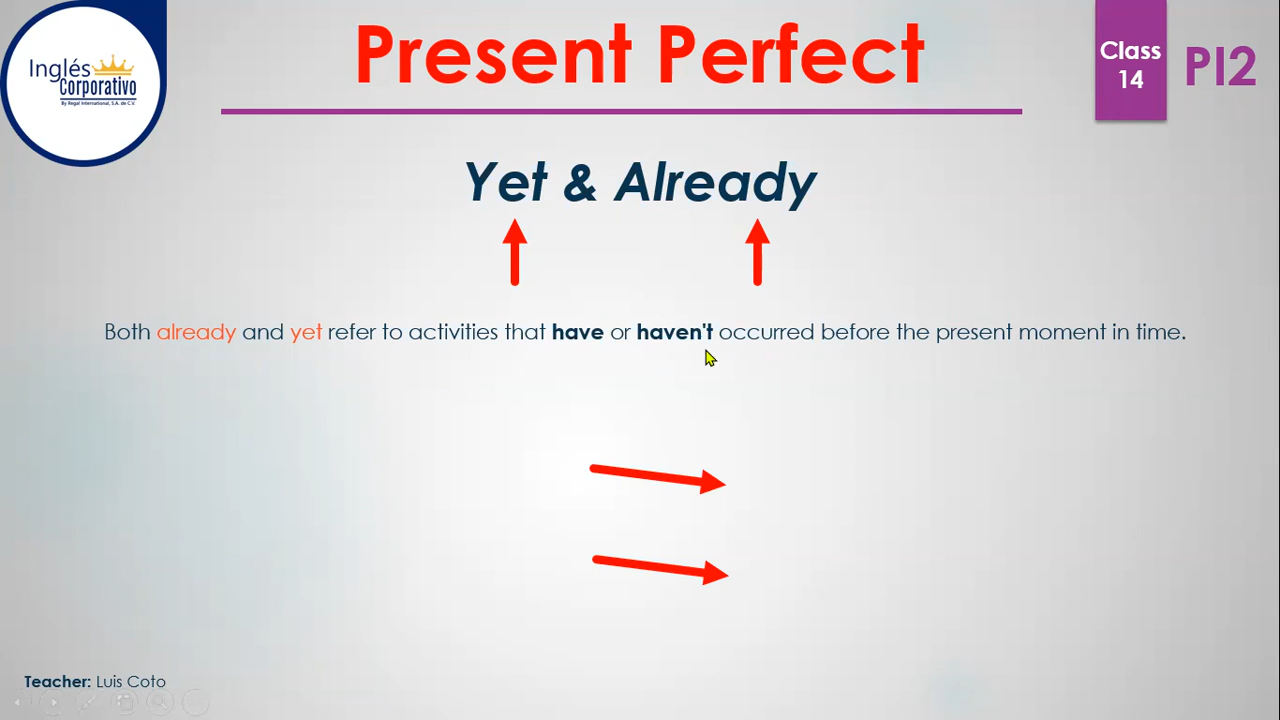 Inglés
Corporativo
By Regal International, S.A. de C.V.
Present Perfect
Class
14
PI2
Yet & Already
Both already and yet refer to activities that have or haven't occurred before the present moment in time.
Teacher: Luis Coto